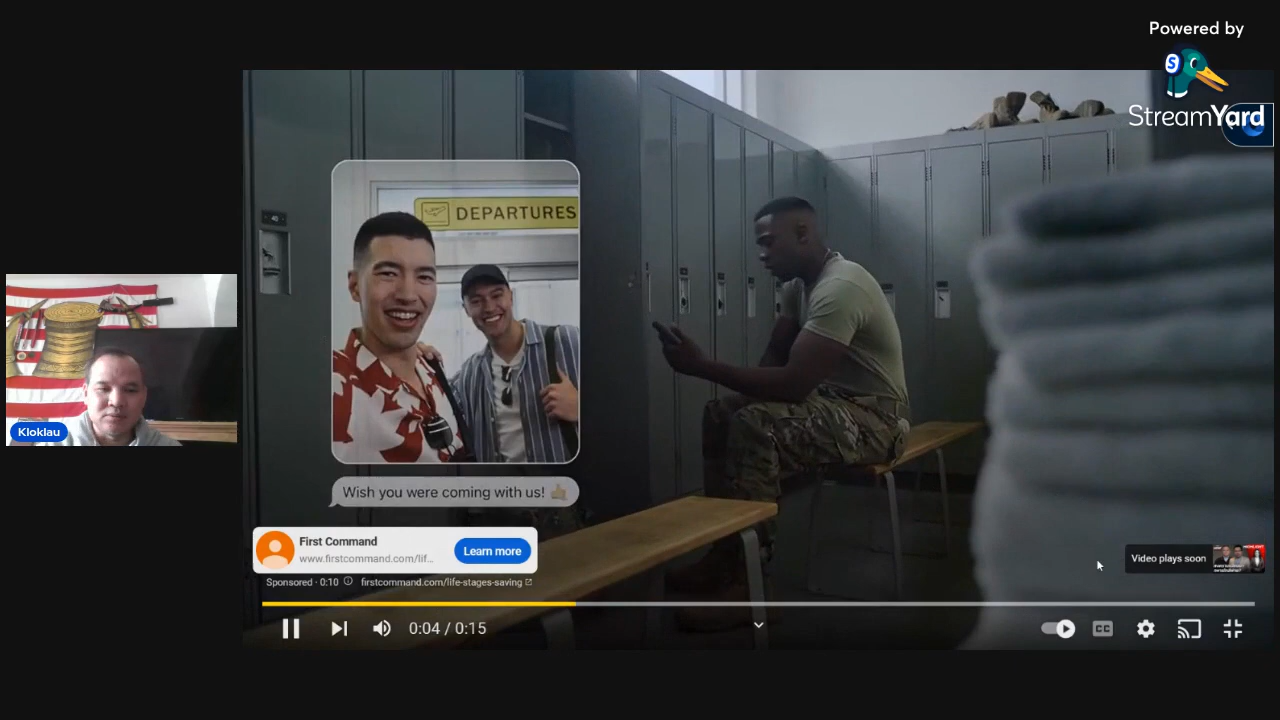 Powered by
StreamYard
DEPARTURES
Wish you were coming with us! 👍🏼
First Command
www.firstcommand.com/lif...
Learn more
Sponsored · 0:10
firstcommand.com/life-stages-saving
Video plays soon
0:04 / 0:15
CC
Kloklau